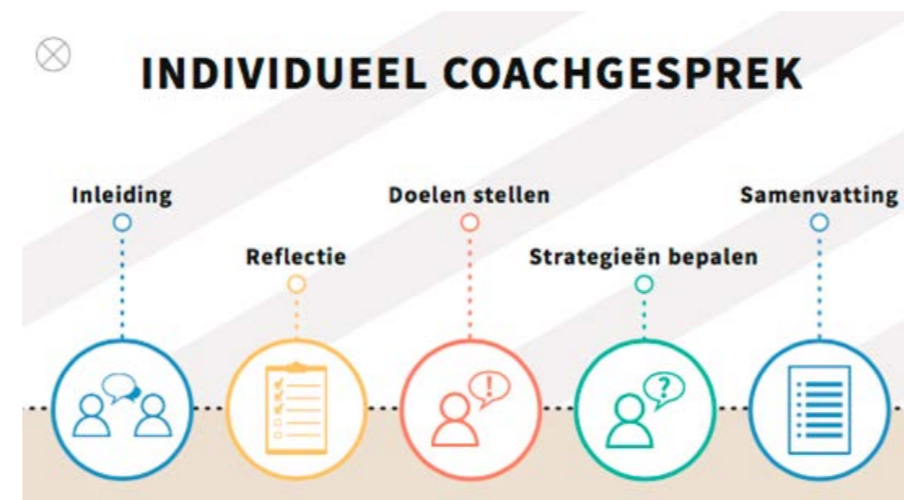 INDIVIDUEEL COACHGESPREK
Inleiding
Reflectie
Doelen stellen
Strategieën bepalen
Samenvatting
!
?